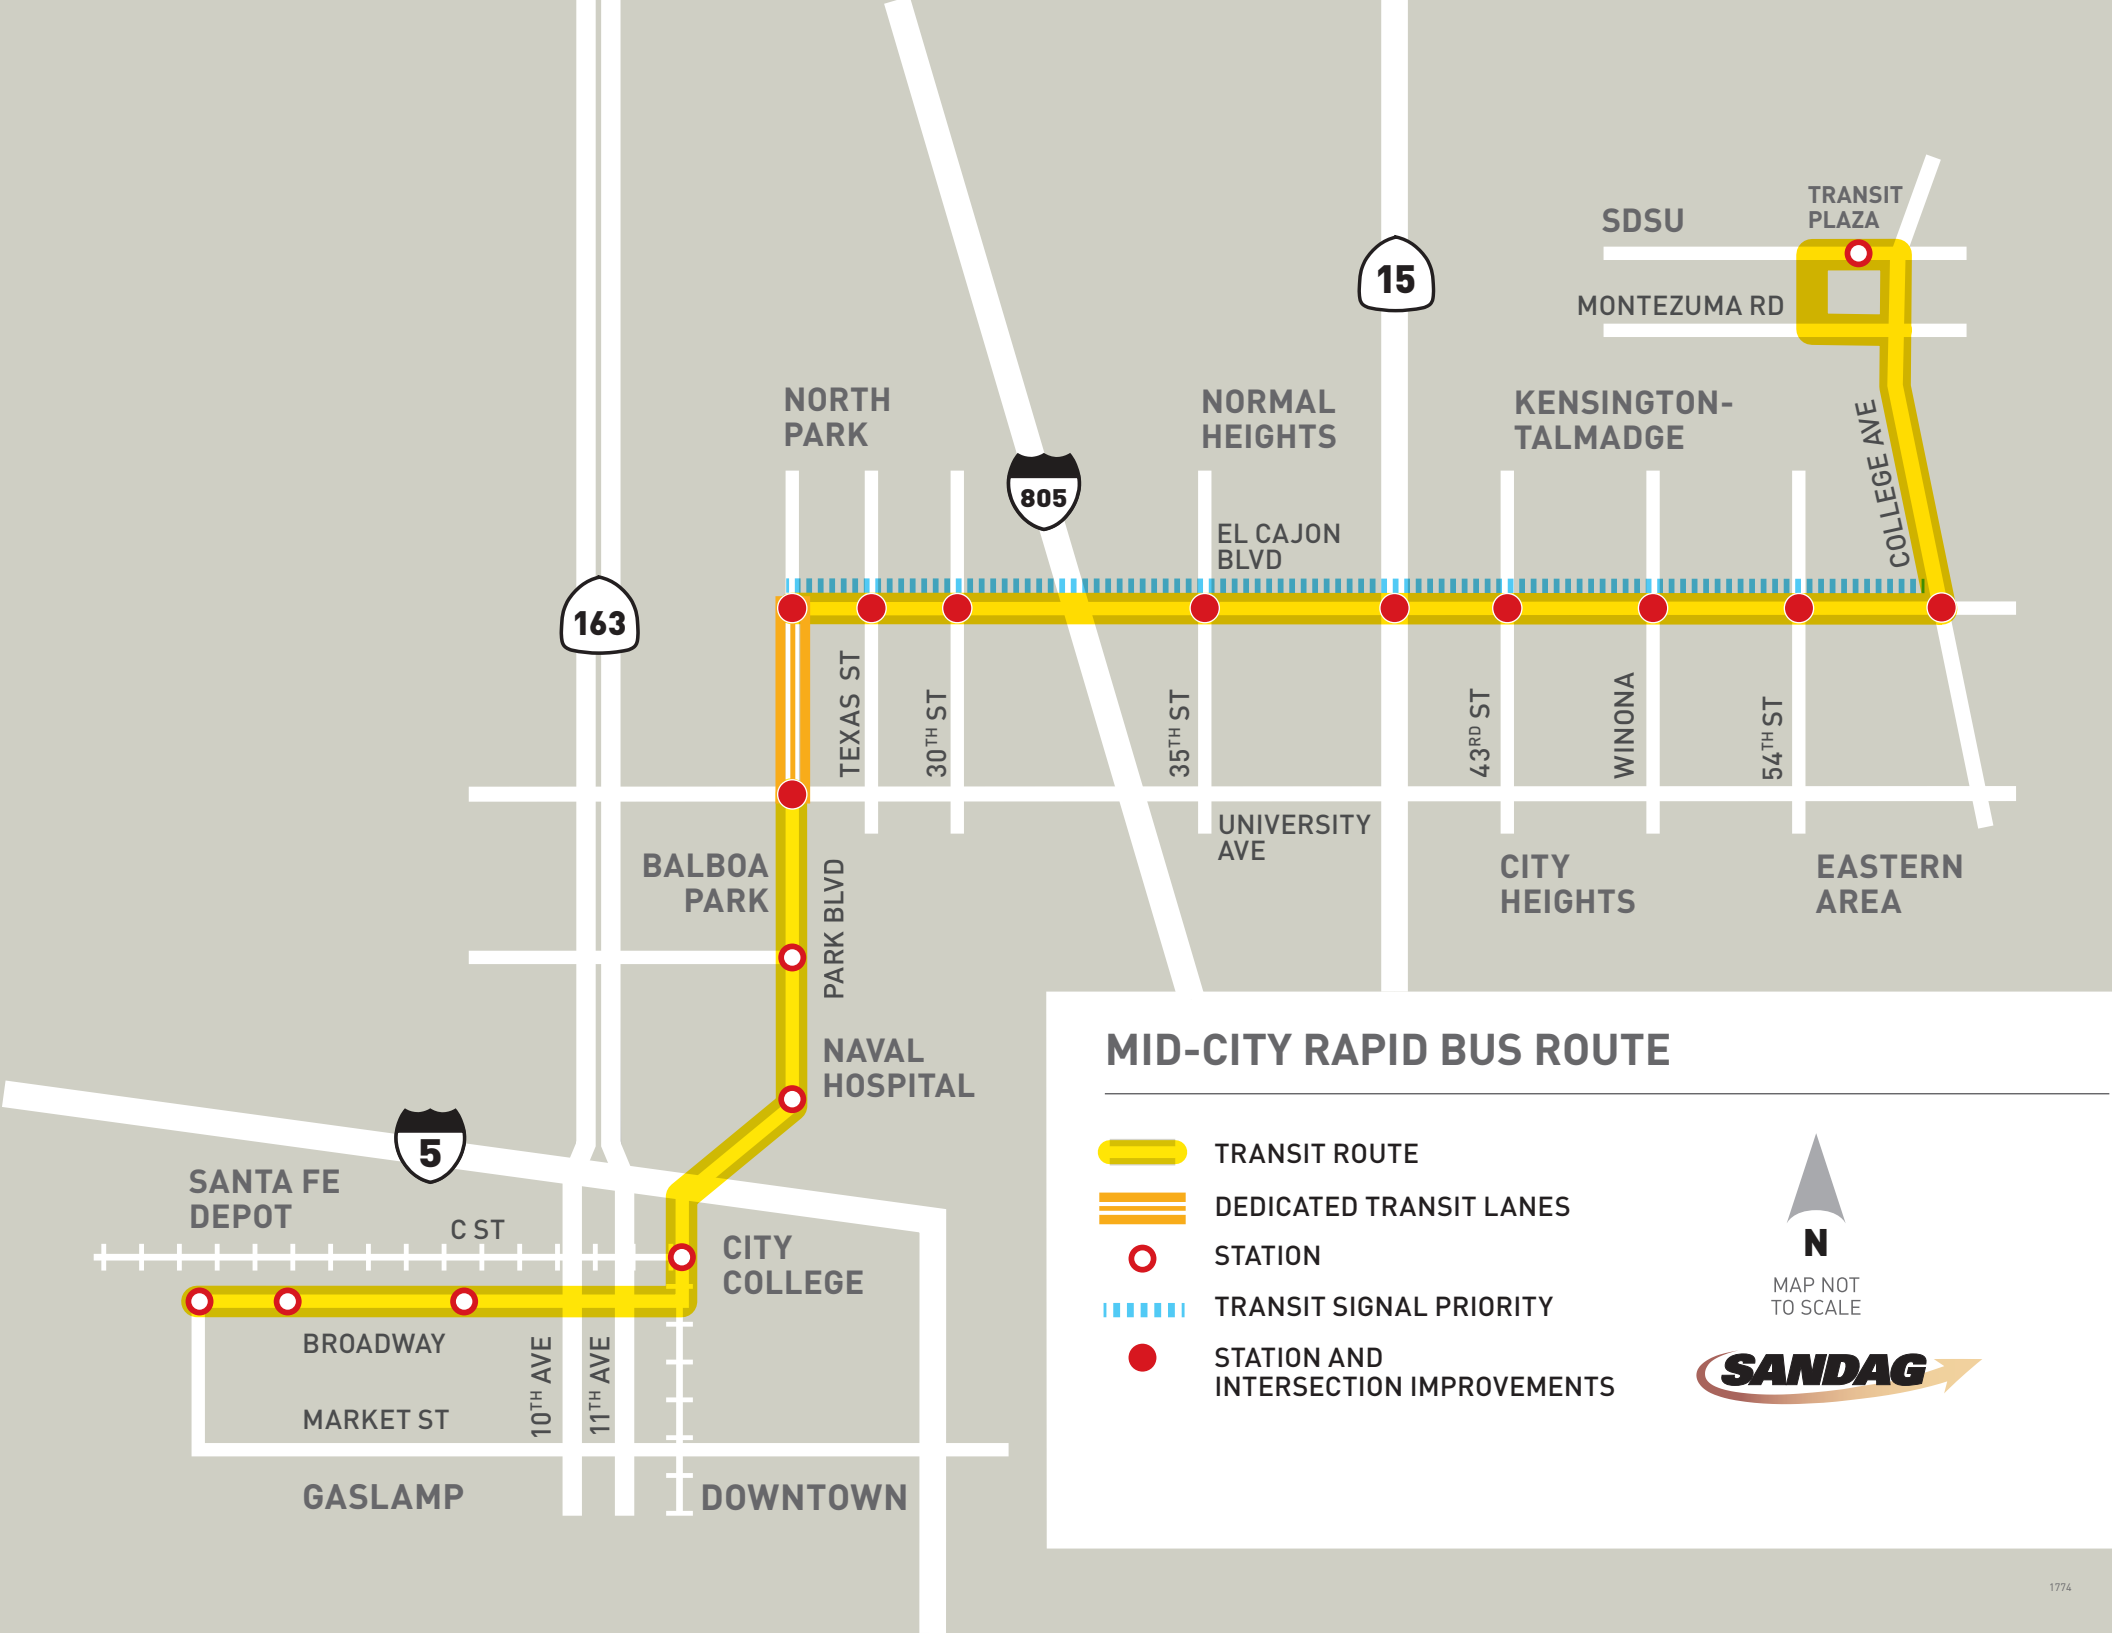 TRANSIT
PLAZA
SDSU
15
MONTEZUMA RD
NORTH
PARK
NORMAL
HEIGHTS
KENSINGTON-
TALMADGE
COLLEGE AVE
805
EL CAJON
BLVD
163
TEXAS ST
30TH ST
35TH ST
43RD ST
WINONA
54TH ST
UNIVERSITY
AVE
BALBOA
PARK
PARK BLVD
CITY
HEIGHTS
EASTERN
AREA
NAVAL
HOSPITAL
5
SANTA FE
DEPOT
C ST
CITY
COLLEGE
BROADWAY
10TH AVE
11TH AVE
MARKET ST
GASLAMP
DOWNTOWN
MID-CITY RAPID BUS ROUTE
TRANSIT ROUTE
DEDICATED TRANSIT LANES
STATION
TRANSIT SIGNAL PRIORITY
STATION AND
INTERSECTION IMPROVEMENTS
N
MAP NOT
TO SCALE
SANDAG
1774